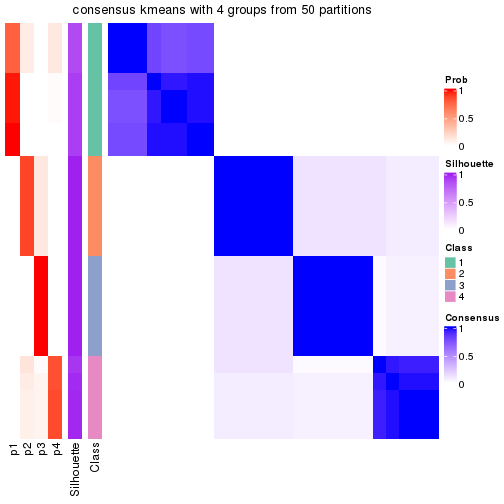 consensus kmeans with 4 groups from 50 partitions
Prob
1
0.5
0
Silhouette
1
0.5
0
Class
1
2
3
4
Consensus
1
0.5
0
p1
p2
p3
p4
Silhouette
Class